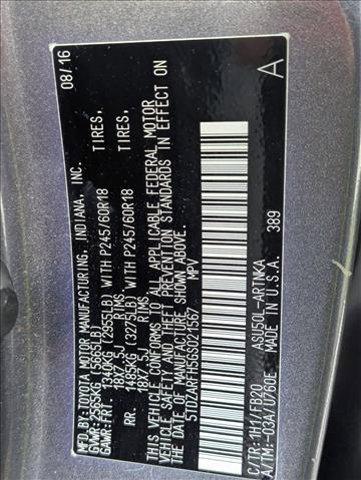 MFD.BY:TOYOTA MOTOR MANUFACTURING, INDIANA, INC. 08/16
GVWR:2565KG (5665LB)
GAWR:FRT. 1340KG (2955LB) WITH P245/60R18 TIRES,
18X7.5J RIMS
RR. 1485KG (3275LB) WITH P245/60R18 TIRES,
18X7.5J RIMS
THIS VEHICLE CONFORMS TO ALL APPLICABLE FEDERAL MOTOR
VEHICLE SAFETY AND THEFT PREVENTION STANDARDS IN EFFECT ON
THE DATE OF MANUFACTURE SHOWN ABOVE.
5TDZARFH5GS021567 MPV
A
C/TR:1H1/FB20 ASU50L-ARTNKA
A/TM:-03A/U760E MADE IN U.S.A. 389